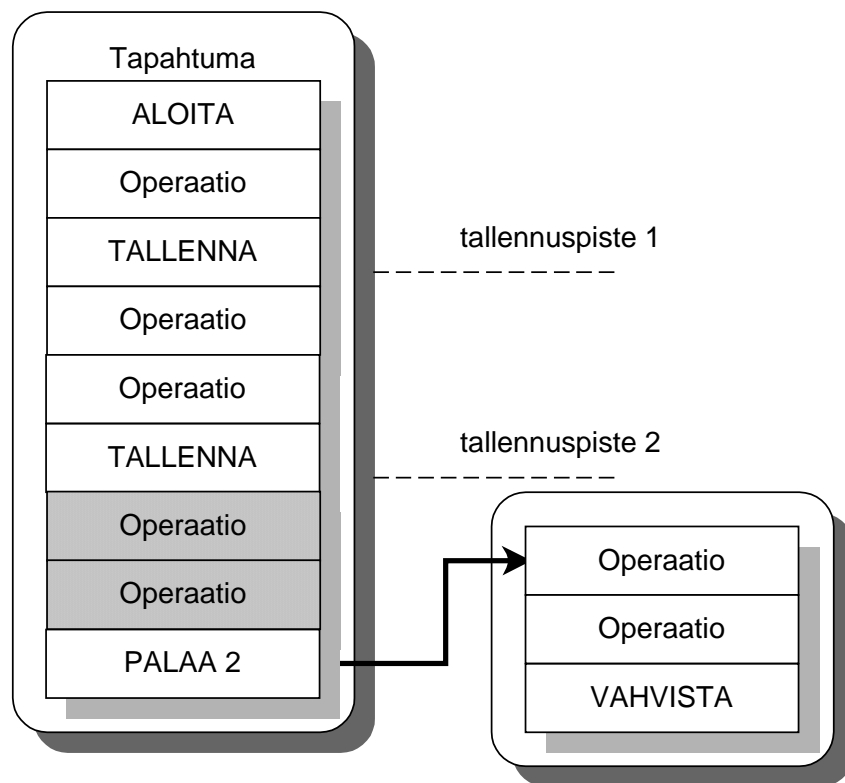 Tapahtuma
ALOITA
Operaatio
TALLENNA
tallennuspiste 1
Operaatio
Operaatio
TALLENNA
tallennuspiste 2
Operaatio
Operaatio
PALAA 2
Operaatio
Operaatio
VAHVISTA